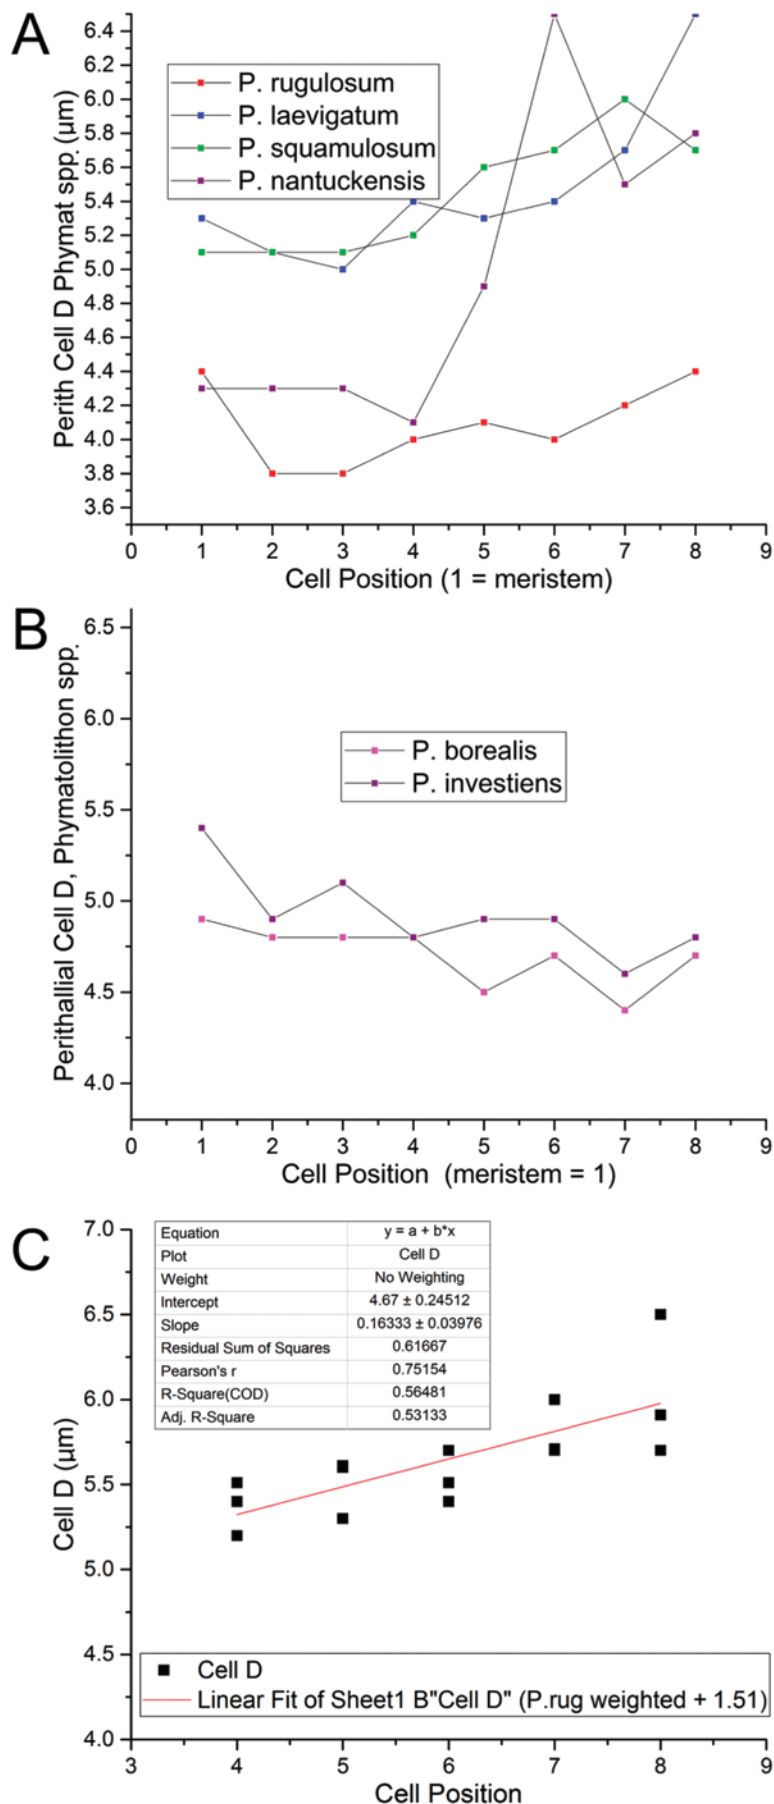 A
Perith Cell D Phymat spp. (μm)
6.4
6.2
6.0
5.8
5.6
5.4
5.2
5.0
4.8
4.6
4.4
4.2
4.0
3.8
3.6
P. rugulosum
P. laevigatum
P. squamulosum
P. nantuckensis
0 1 2 3 4 5 6 7 8 9
Cell Position (1 = meristem)
B
Perithallial Cell D, Phymatolithon spp.
6.5
6.0
5.5
5.0
4.5
4.0
P. borealis
P. investiens
0 1 2 3 4 5 6 7 8 9
Cell Position (meristem = 1)
C
Cell D (μm)
7.0
6.5
6.0
5.5
5.0
4.5
4.0
Equation y = a + b*x
Plot Cell D
Weight No Weighting
Intercept 4.67 ± 0.24512
Slope 0.16333 ± 0.03976
Residual Sum of Squares 0.61667
Pearson's r 0.75154
R-Square(COD) 0.56481
Adj. R-Square 0.53133
Cell D
Linear Fit of Sheet1 B"Cell D" (P.rug weighted + 1.51)
3 4 5 6 7 8 9
Cell Position